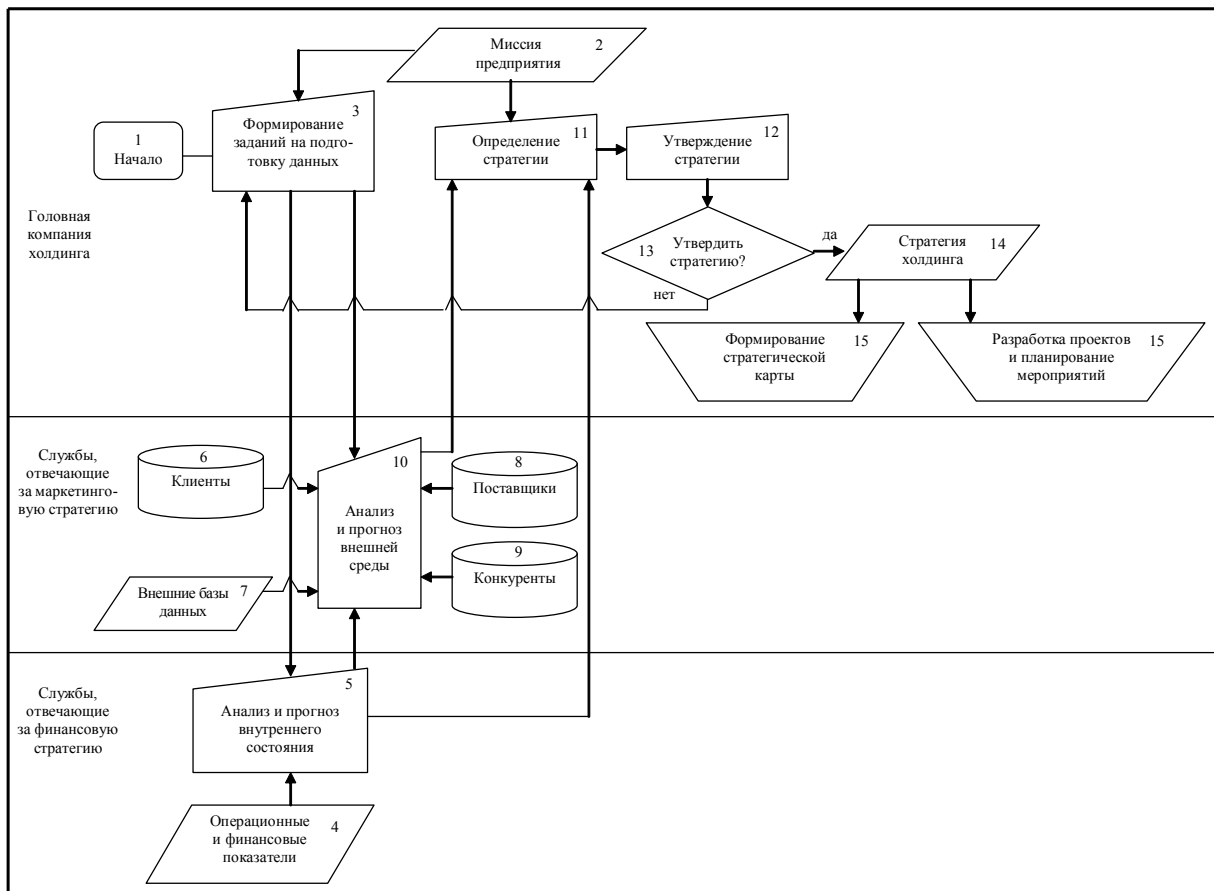 Миссия
предприятия
2
3
Формирование
заданий на подго-
товку данных
1
Начало
11
Определение
стратегии
12
Утверждение
стратегии
Головная
компания
холдинга
13
Утвердить
стратегию?
да
нет
Стратегия
холдинга
14
Формирование
стратегической
карты
15
Разработка проектов
и планирование
мероприятий
15
Службы,
отвечающие
за маркетинго-
вую стратегию
6
Клиенты
10
Анализ
и прогноз
внешней
среды
8
Поставщики
9
Конкуренты
Внешние базы
данных
7
Службы,
отвечающие
за финансовую
стратегию
5
Анализ и прогноз
внутреннего
состояния
Операционные
и финансовые
показатели
4